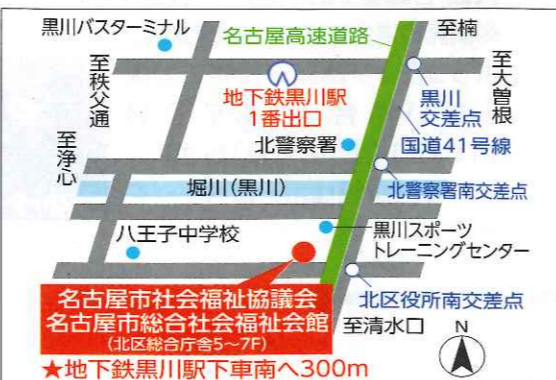 黒川バスターミナル
名古屋高速道路
至楠
至秩父通
至大曽根
地下鉄黒川駅
1番出口
黒川
交差点
国道41号線
北警察署
至浄心
堀川(黒川)
北警察署南交差点
八王子中学校
黒川スポーツ
トレーニングセンター
名古屋市社会福祉協議会
名古屋市総合社会福祉会館
(北区総合庁舎5～7F)
北区役所南交差点
至清水口
N
★地下鉄黒川駅下車南へ300m